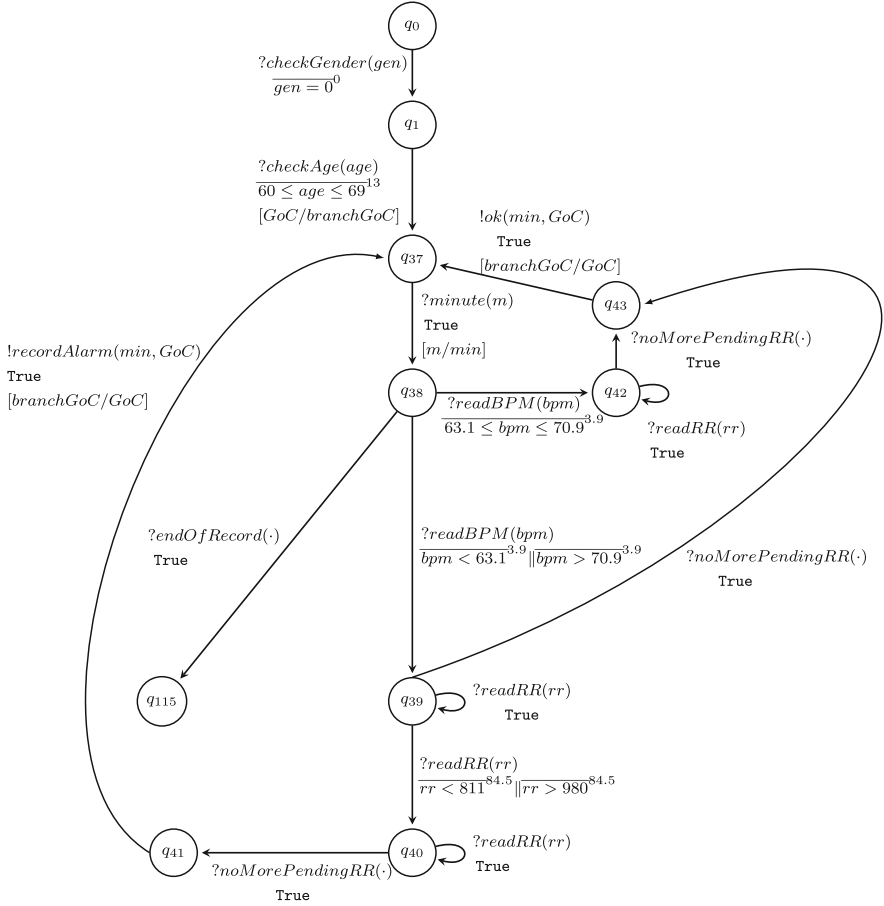 q0
?checkGender(gen)
gen = 0^0
q1
?checkAge(age)
60 ≤ age ≤ 69^13
[GoC/branchGoC]
!ok(min, GoC)
True
[branchGoC/GoC]
q37
q43
?minute(m)
True
[m/min]
?noMorePendingRR(·)
True
!recordAlarm(min, GoC)
True
[branchGoC/GoC]
q38
?readBPM(bpm)
63.1 ≤ bpm ≤ 70.9^3.9
q42
?readRR(rr)
True
?endOfRecord(·)
True
?readBPM(bpm)
bpm < 63.1^3.9 ∥ bpm > 70.9^3.9
?noMorePendingRR(·)
True
q115
q39
?readRR(rr)
True
?readRR(rr)
rr < 811^84.5 ∥ rr > 980^84.5
q41
q40
?readRR(rr)
True
?noMorePendingRR(·)
True